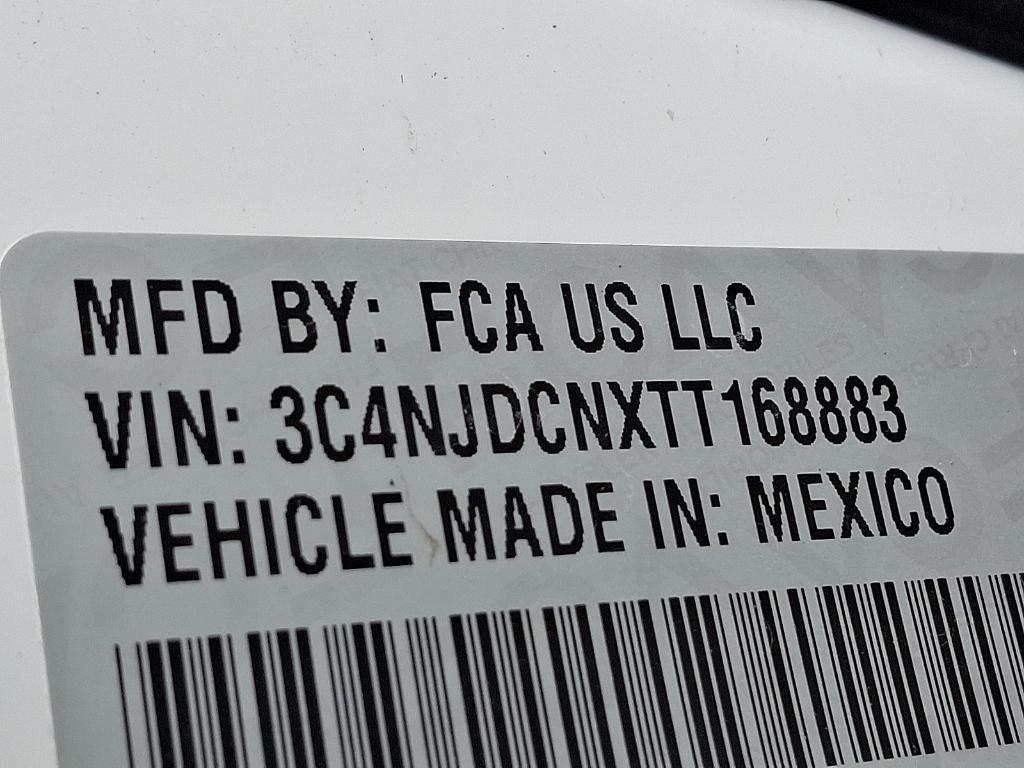 MFD BY: FCA US LLC
VIN: 3C4NJDCNXTT168883
VEHICLE MADE IN: MEXICO